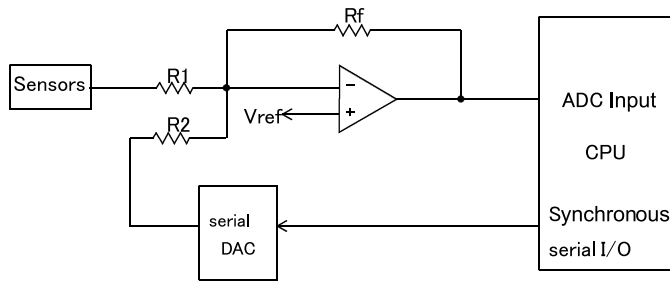 Rf
Sensors
R1
−
ADC Input
Vref
+
R2
CPU
serial
DAC
Synchronous
serial I/O